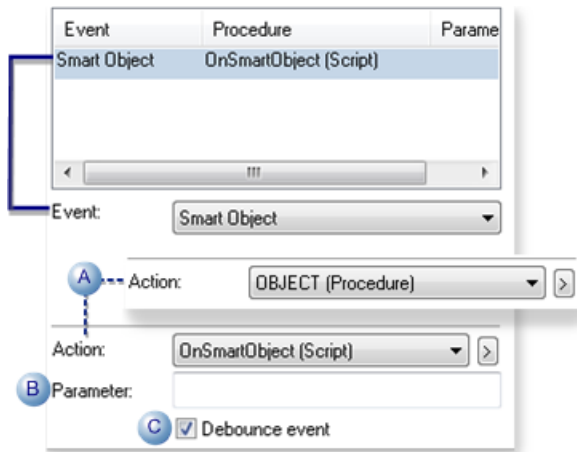 Event Procedure Parame
Smart Object OnSmartObject (Script)
Event: Smart Object
A Action: OBJECT (Procedure) >
Action: OnSmartObject (Script) >
B Parameter:
C Debounce event